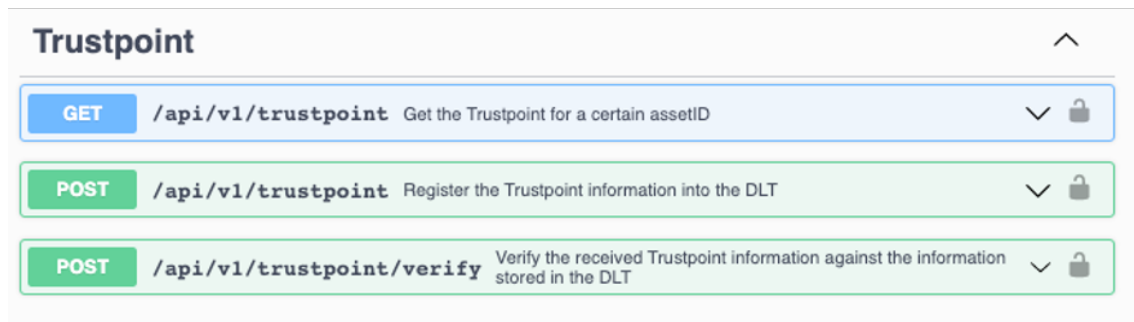 Trustpoint
GET /api/v1/trustpoint Get the Trustpoint for a certain assetID
POST /api/v1/trustpoint Register the Trustpoint information into the DLT
POST /api/v1/trustpoint/verify Verify the received Trustpoint information against the information
stored in the DLT